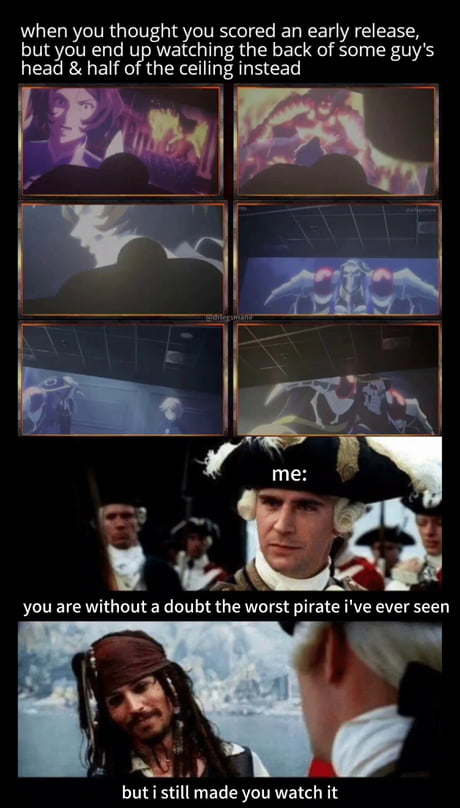 when you thought you scored an early release,
but you end up watching the back of some guy's
head & half of the ceiling instead
@drlegsmane
@drlegsmane
me:
you are without a doubt the worst pirate i've ever seen
but i still made you watch it